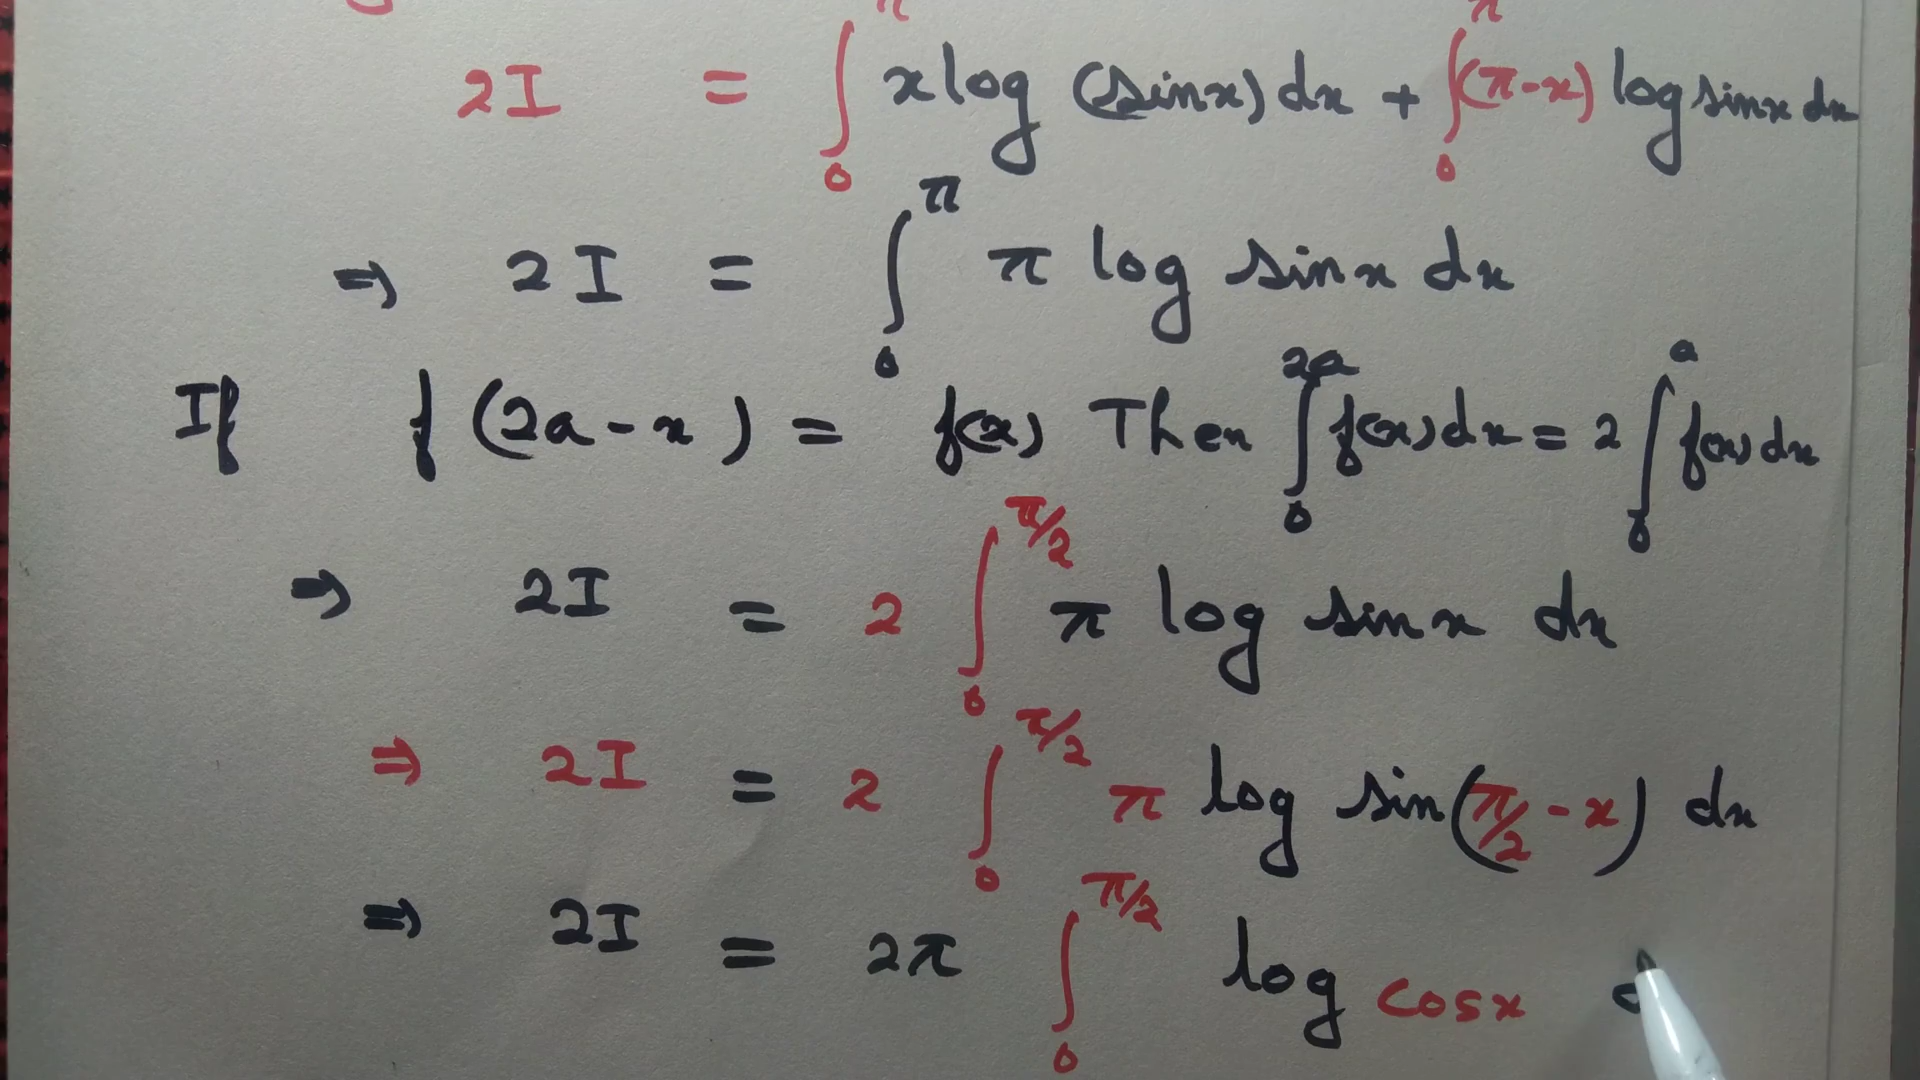 2I = ∫₀^π x log (sinx) dx + ∫₀^π (π-x) log sinx dx
⇒ 2I = ∫₀^π π log sinx dx
If f(2a-x) = f(x) Then ∫₀^2a f(x) dx = 2 ∫₀^a f(x) dx
⇒ 2I = 2 ∫₀^π/2 π log sinx dx
⇒ 2I = 2 ∫₀^π/2 π log sin(π/2 - x) dx
⇒ 2I = 2π ∫₀^π/2 log cosx